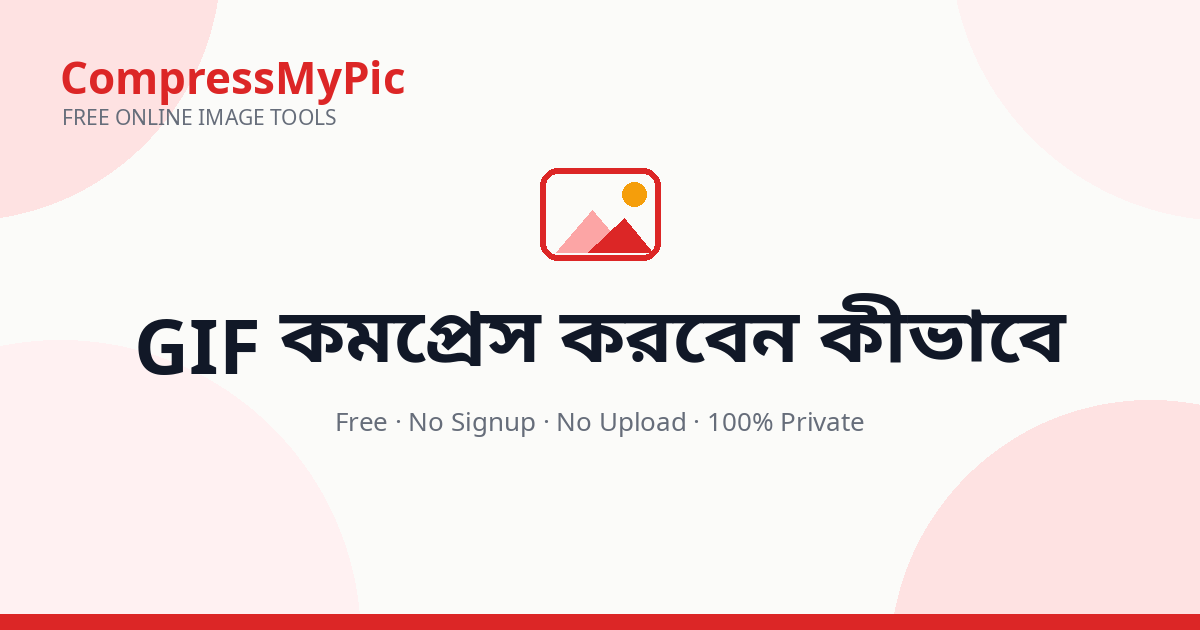 CompressMyPic
FREE ONLINE IMAGE TOOLS
GIF কমপ্রেস করবেন কীভাবে
Free · No Signup · No Upload · 100% Private